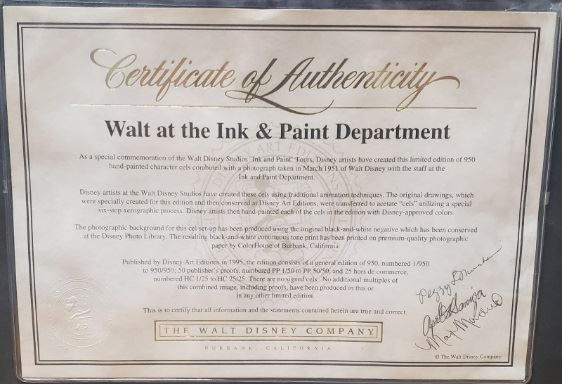 Certificate of Authenticity
Walt at the Ink & Paint Department
As a special commemoration of the Walt Disney Studios "Ink and Paint" Tours, Disney artists have created this limited edition of 950
hand-painted character cels combined with a photograph taken in March 1951 of Walt Disney with the staff at the
Ink and Paint Department.
Disney artists at the Walt Disney Studios have created these cels using traditional animation techniques. The original drawings, which
were specially created for this edition and then conserved at Disney Art Editions, were transferred to acetate "cels" utilizing a special
six-step xerographic process. Disney artists then hand painted each of the cels in the edition with Disney-approved colors.
The photographic background for this cel set-up has been produced using the original black-and-white negative which has been conserved
at the Disney Photo Library. The resulting black-and-white continuous tone print has been printed on premium-quality photographic
paper by ColorHouse of Burbank, California
Published by Disney Art Editions in 1995, the edition consists of a general edition of 950, numbered 1/950
to 950/950; 50 publisher's proofs, numbered PP 1/50 to PP 50/50; and 25 hors de commerce,
numbered HC 1/25 to HC 25/25. There are no signed cels. No additional multiples of
this combined image, including proofs, have been produced in this or
in any other limited edition
This is to certify that all information and the statements contained herein are true and correct.
THE WALT DISNEY COMPANY
BURBANK, CALIFORNIA
© The Walt Disney Company